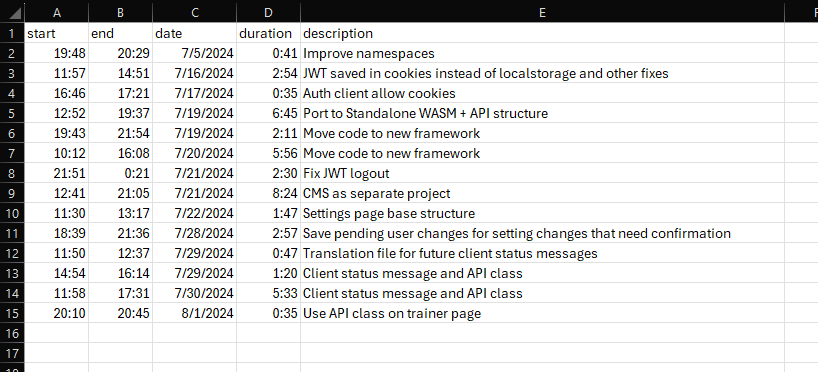 A B C D E
1 start end date duration description
2 19:48 20:29 7/5/2024 0:41 Improve namespaces
3 11:57 14:51 7/16/2024 2:54 JWT saved in cookies instead of localstorage and other fixes
4 16:46 17:21 7/17/2024 0:35 Auth client allow cookies
5 12:52 19:37 7/19/2024 6:45 Port to Standalone WASM + API structure
6 19:43 21:54 7/19/2024 2:11 Move code to new framework
7 10:12 16:08 7/20/2024 5:56 Move code to new framework
8 21:51 0:21 7/21/2024 2:30 Fix JWT logout
9 12:41 21:05 7/21/2024 8:24 CMS as separate project
10 11:30 13:17 7/22/2024 1:47 Settings page base structure
11 18:39 21:36 7/28/2024 2:57 Save pending user changes for setting changes that need confirmation
12 11:50 12:37 7/29/2024 0:47 Translation file for future client status messages
13 14:54 16:14 7/29/2024 1:20 Client status message and API class
14 11:58 17:31 7/30/2024 5:33 Client status message and API class
15 20:10 20:45 8/1/2024 0:35 Use API class on trainer page
16
17